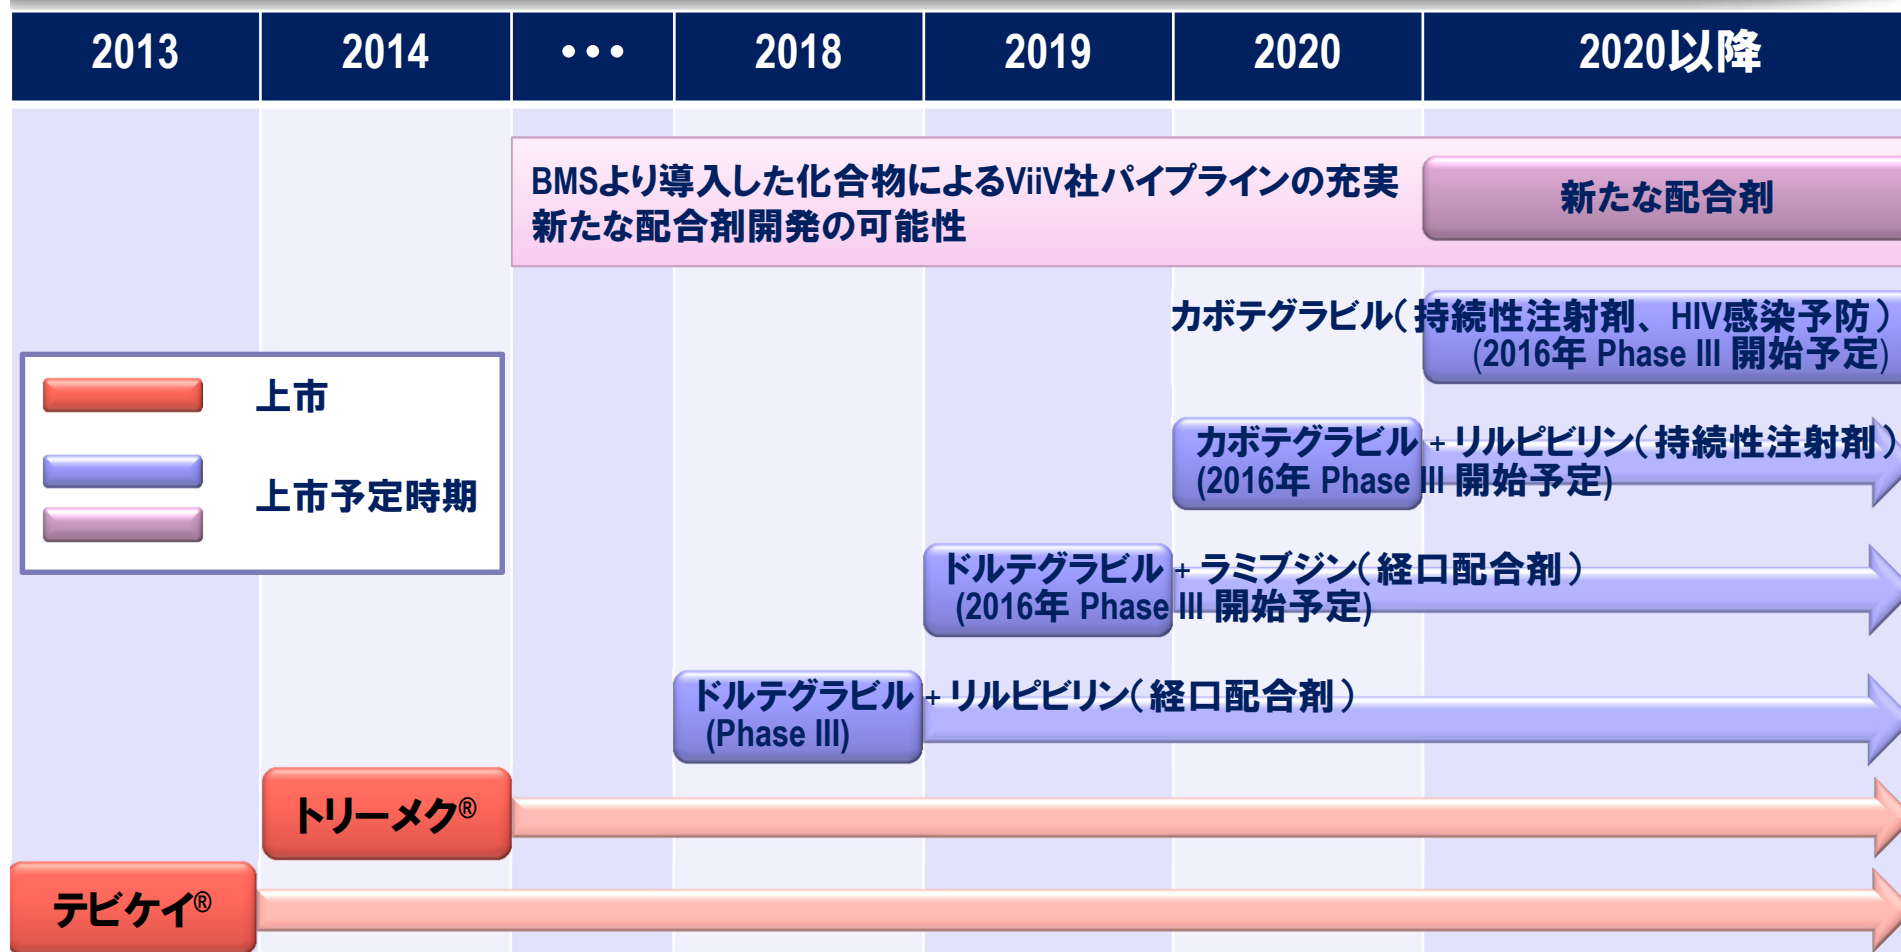 2013 2014 ••• 2018 2019 2020 2020以降
BMSより導入した化合物によるViiV社パイプラインの充実
新たな配合剤開発の可能性
新たな配合剤
カボテグラビル(持続性注射剤、HIV感染予防)
(2016年 Phase III 開始予定)
上市
上市予定時期
カボテグラビル + リルピビリン(持続性注射剤)
(2016年 Phase III 開始予定)
ドルテグラビル + ラミブジン(経口配合剤)
(2016年 Phase III 開始予定)
ドルテグラビル + リルピビリン(経口配合剤)
(Phase III)
トリーメク®
テビケイ®